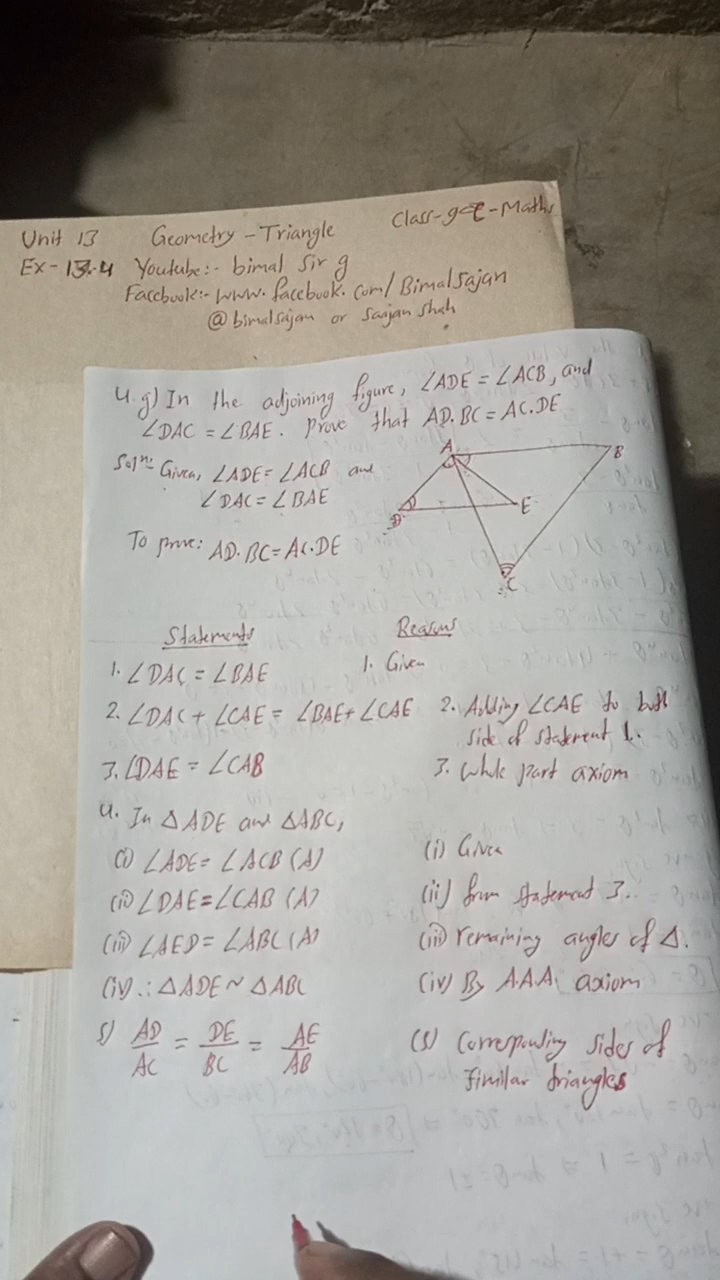 Unit 13 Geometry - Triangle Class-9 - Maths
Ex - 13.4 Youtube:- bimal Sir g
Facebook:- www.facebook.com/BimalSajan
@bimalsajan or Saajan Shah
4.g) In the adjoining figure, ∠ADE = ∠ACB, and
∠DAC = ∠BAE. Prove that AD.BC = AC.DE
Solⁿ: Given, ∠ADE = ∠ACB and
∠DAC = ∠BAE
To prove: AD.BC = AC.DE
A
B
D
E
C
Statements Reasons
1. ∠DAC = ∠BAE 1. Given
2. ∠DAC + ∠CAE = ∠BAE + ∠CAE 2. Adding ∠CAE to both
side of statement 1.
3. ∠DAE = ∠CAB 3. Whole part axiom
4. In △ADE and △ABC,
(i) ∠ADE = ∠ACB (A) (i) Given
(ii) ∠DAE = ∠CAB (A) (ii) from statement 3.
(iii) ∠AED = ∠ABC (A) (iii) remaining angles of △.
(iv) ∴ △ADE ~ △ABC (iv) By A.A.A. axiom
5) AD/AC = DE/BC = AE/AB (5) Corresponding sides of
similar triangles